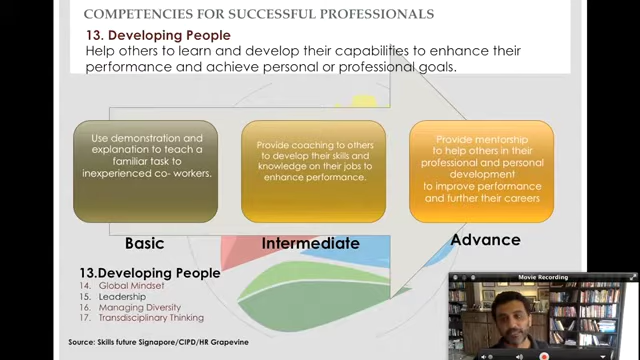 COMPETENCIES FOR SUCCESSFUL PROFESSIONALS
13. Developing People
Help others to learn and develop their capabilities to enhance their
performance and achieve personal or professional goals.
Use demonstration and
explanation to teach a
familiar task to
inexperienced co- workers.
Provide coaching to others
to develop their skills and
knowledge on their jobs to
enhance performance.
Provide mentorship
to help others in their
professional and personal
development
to improve performance
and further their careers
Basic
Intermediate
Advance
13.Developing People
14. Global Mindset
15. Leadership
16. Managing Diversity
17. Transdisciplinary Thinking
Source: Skills future Signapore/CIPD/HR Grapevine
Movie Recording